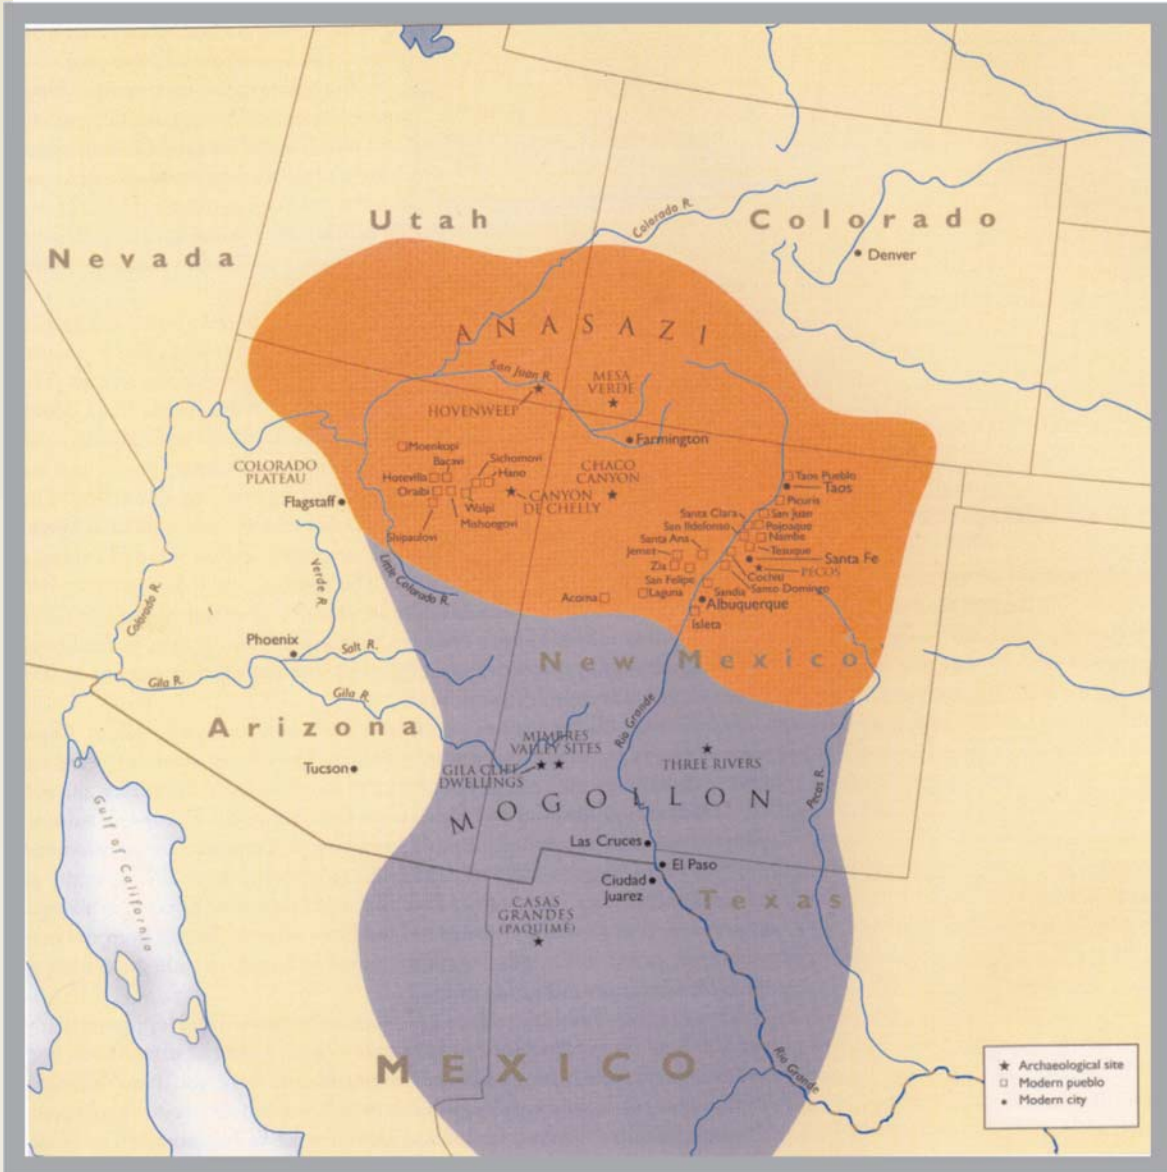 Utah
Colorado R.
Colorado
Nevada
Denver
ANASAZI
San Juan R.
MESA
VERDE
HOVENWEEP
Farmington
Moenkopi
Bacavi
Sichomovi
COLORADO
PLATEAU
Hotevilla
Hano
CHACO
CANYON
Taos Pueblo
Taos
Oraibi
CANYON
DE CHELLY
Flagstaff
Walpi
Mishongovi
Picuris
Santa Clara
San Juan
San Ildefonso
Pojoaque
Shipaulovi
Santa Ana
Nambe
Jemez
Tesuque
Santa Fe
Zia
PECOS
Cochiti
San Felipe
Santo Domingo
Little Colorado R.
Verde R.
Laguna
Sandia
Acoma
Albuquerque
Isleta
Colorado R.
Phoenix
Salt R.
New Mexico
Gila R.
Gila R.
Arizona
Rio Grande
MIMBRES
VALLEY SITES
THREE RIVERS
Tucson
GILA CLIFF
DWELLINGS
Pecos R.
MOGOLLON
Gulf of California
Las Cruces
El Paso
Ciudad
Juarez
Texas
CASAS
GRANDES
(PAQUIMÉ)
MEXICO
Rio Grande
Archaeological site
Modern pueblo
Modern city